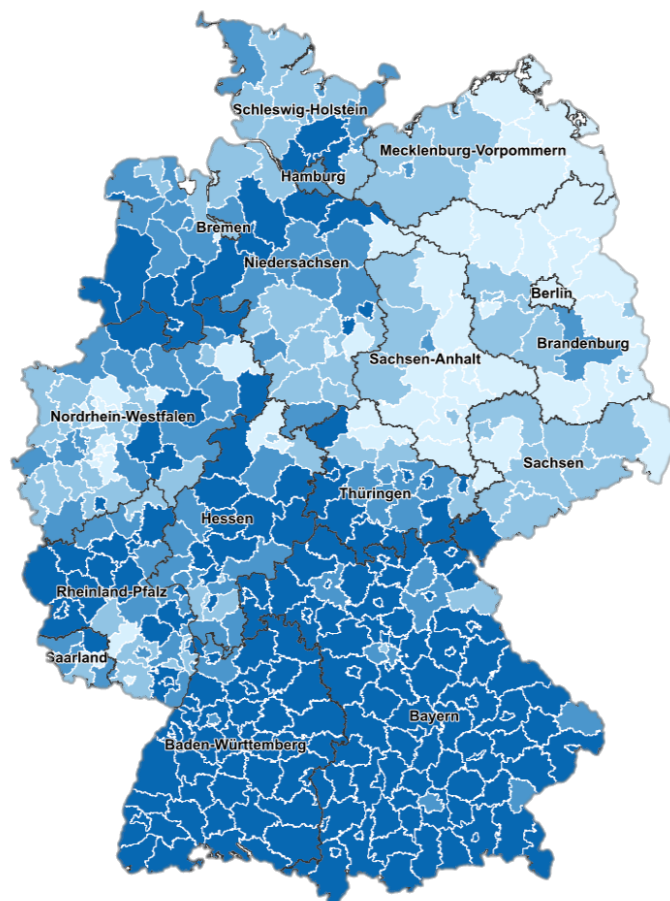 Schleswig-Holstein
Mecklenburg-Vorpommern
Hamburg
Bremen
Niedersachsen
Berlin
Brandenburg
Sachsen-Anhalt
Nordrhein-Westfalen
Sachsen
Thüringen
Hessen
Rheinland-Pfalz
Saarland
Bayern
Baden-Württemberg